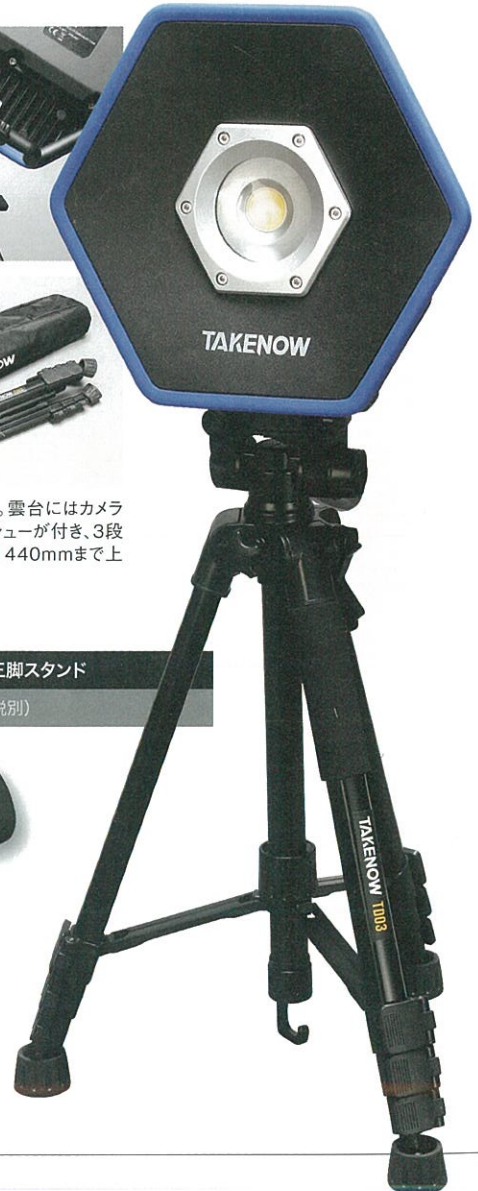 TAKENOW
。雲台にはカメラ
シューが付き、3段
440mmまで上
三脚スタンド
税別)
TAKENOW TD03